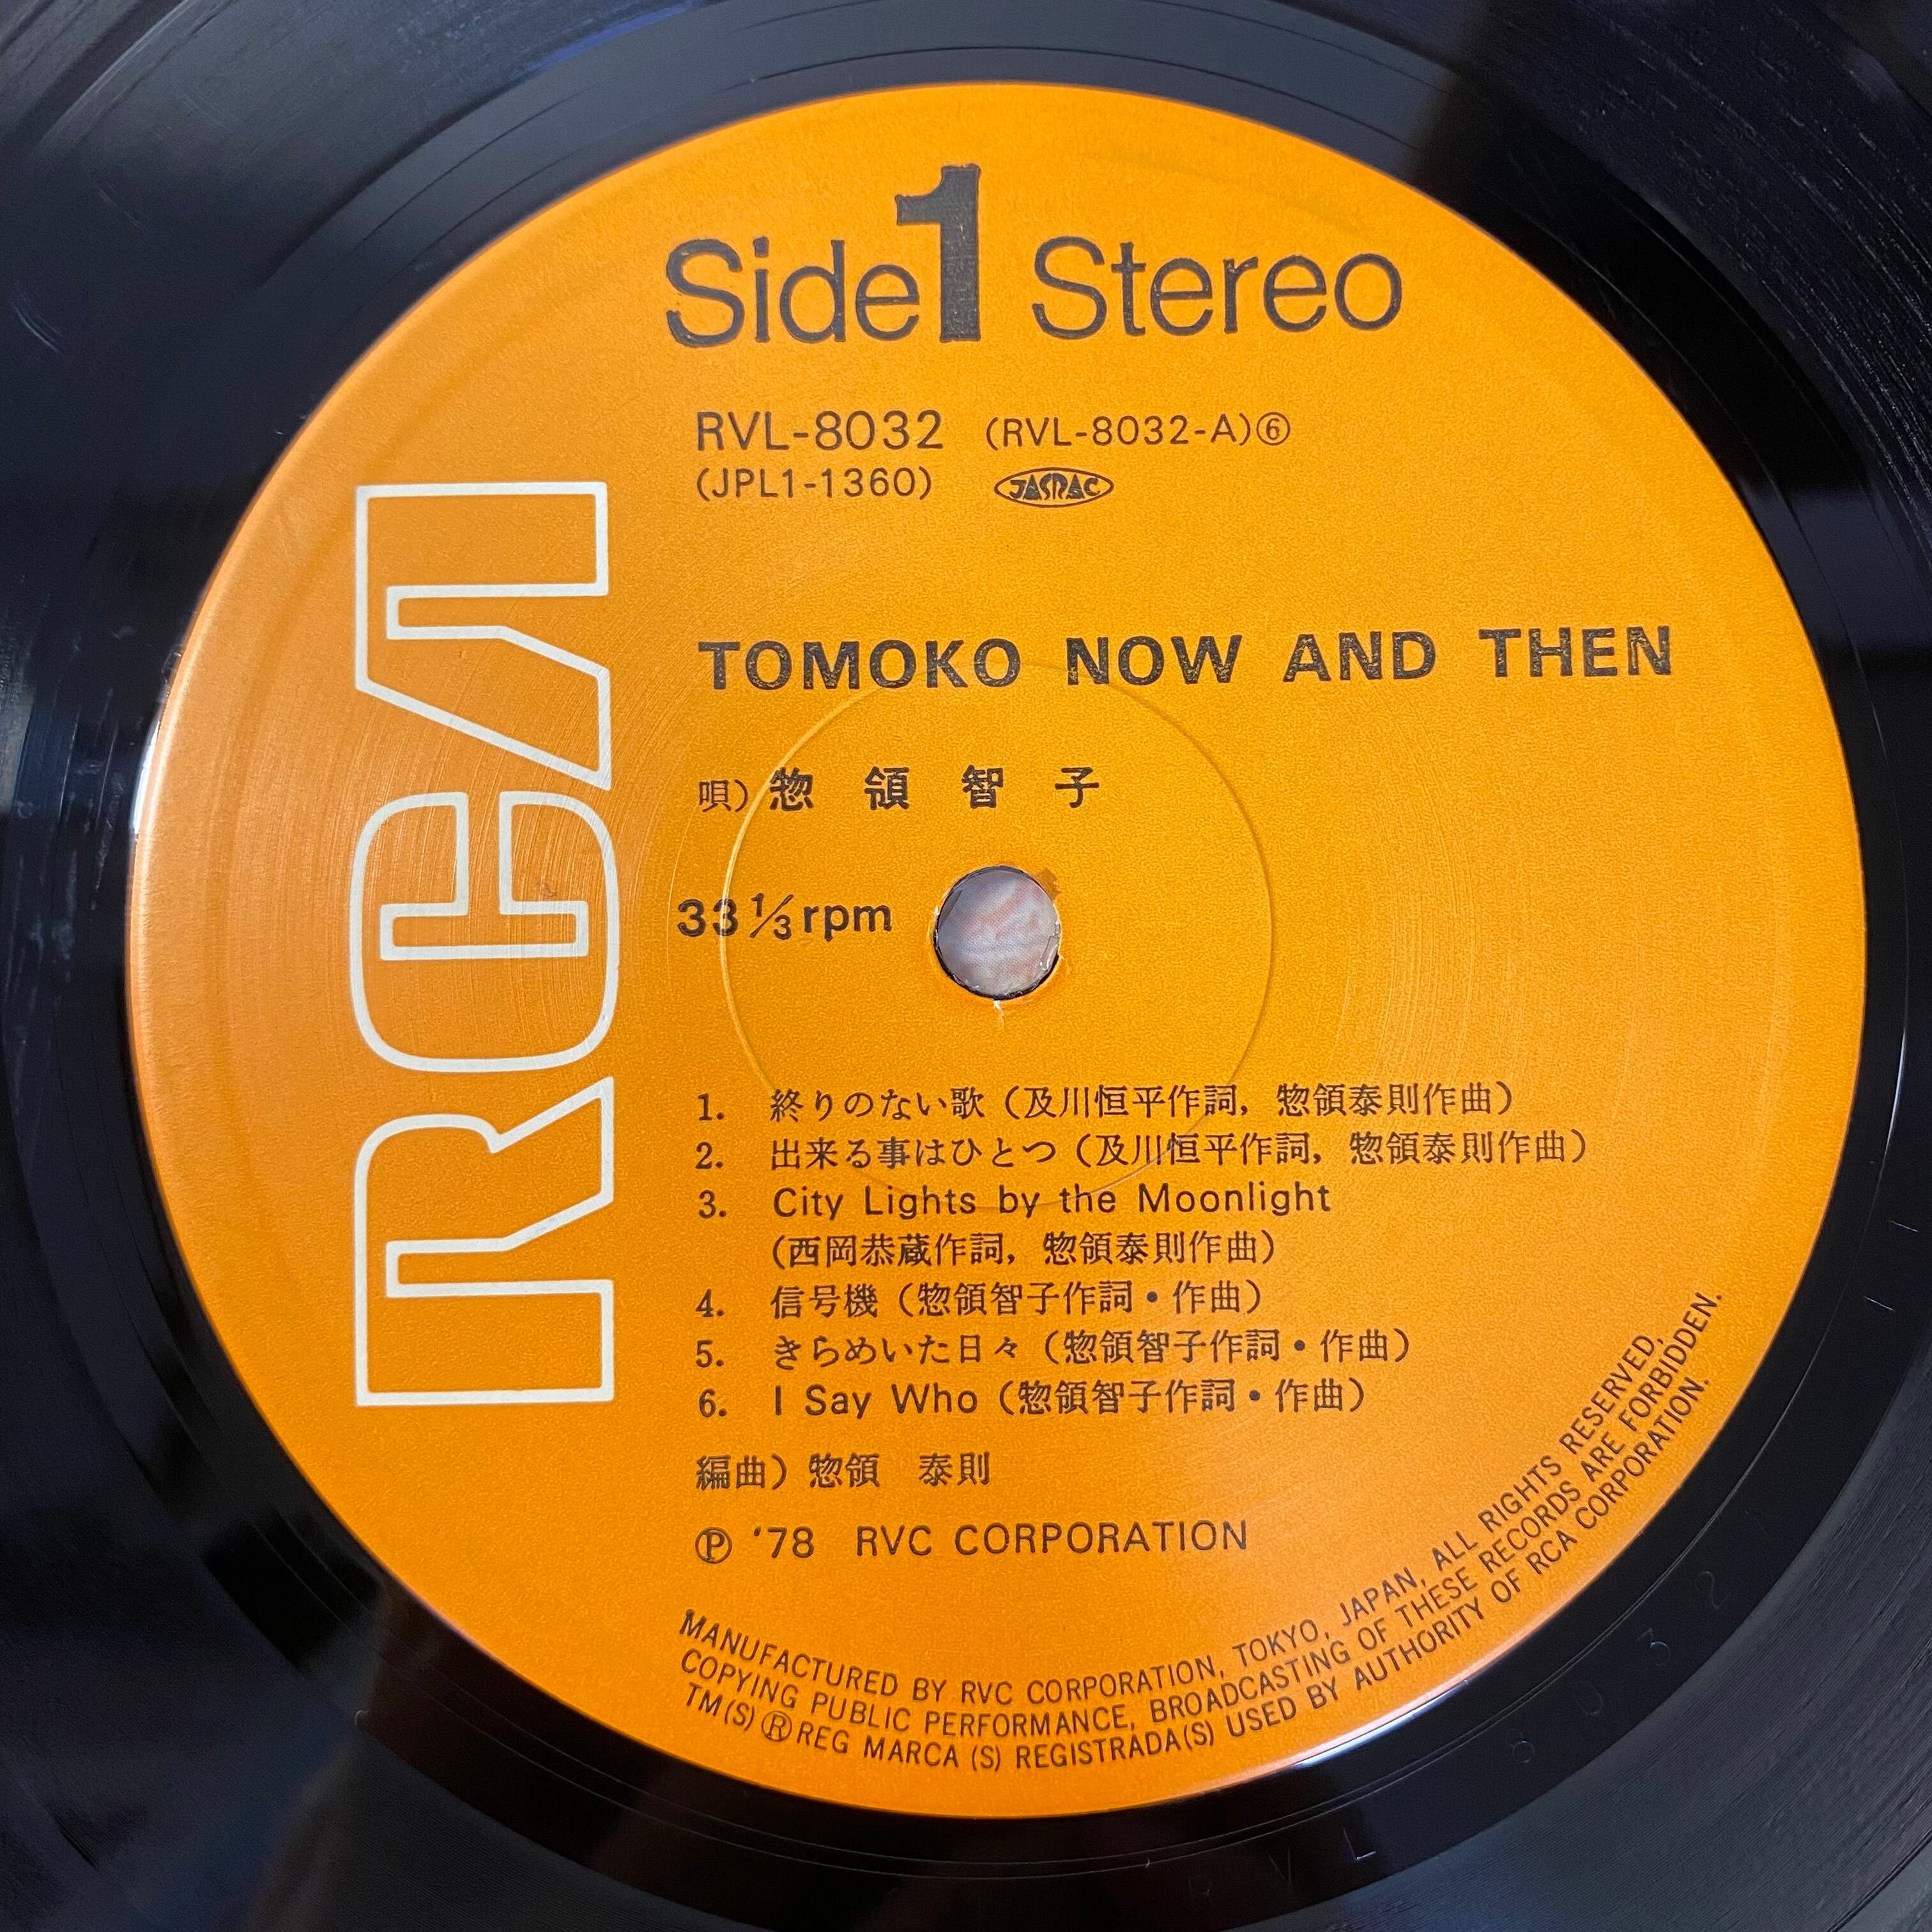 Side 1 Stereo
RVL-8032 (RVL-8032-A)⑥
(JPL1-1360) JASRAC
RCA
TOMOKO NOW AND THEN
唄) 惣領智子
33 1/3 rpm
1. 終りのない歌（及川恒平作詞，惣領泰則作曲）
2. 出来る事はひとつ（及川恒平作詞，惣領泰則作曲）
3. City Lights by the Moonlight
（西岡恭蔵作詞，惣領泰則作曲）
4. 信号機（惣領智子作詞・作曲）
5. きらめいた日々（惣領智子作詞・作曲）
6. I Say Who（惣領智子作詞・作曲）
編曲）惣領 泰則
Ⓟ '78 RVC CORPORATION
MANUFACTURED BY RVC CORPORATION, TOKYO, JAPAN, ALL RIGHTS RESERVED,
COPYING PUBLIC PERFORMANCE, BROADCASTING OF THESE RECORDS ARE FORBIDDEN.
TM(S) ® REG MARCA (S) REGISTRADA(S) USED BY AUTHORITY OF RCA CORPORATION.